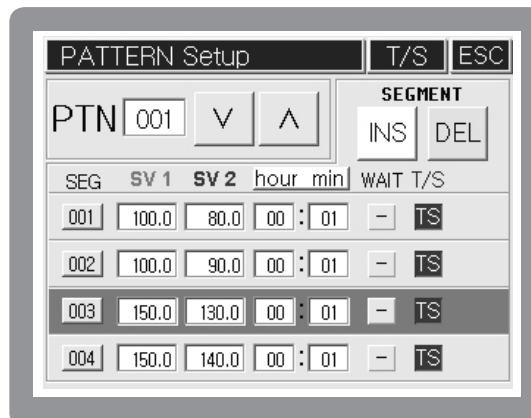 PATTERN Setup T/S ESC
SEGMENT
PTN 001 V Λ INS DEL
SEG SV 1 SV 2 hour min WAIT T/S
001 100.0 80.0 00 : 01 - TS
002 100.0 90.0 00 : 01 - TS
003 150.0 130.0 00 : 01 - TS
004 150.0 140.0 00 : 01 - TS